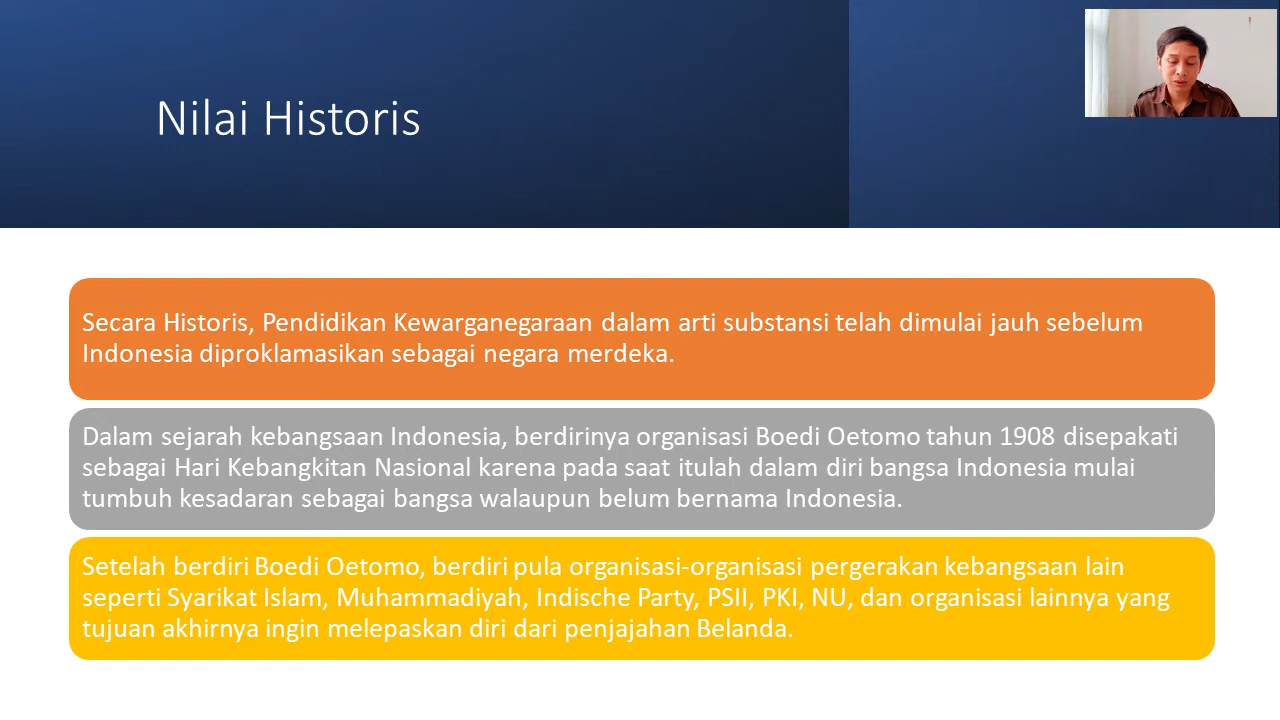 Nilai Historis
Secara Historis, Pendidikan Kewarganegaraan dalam arti substansi telah dimulai jauh sebelum
Indonesia diproklamasikan sebagai negara merdeka.
Dalam sejarah kebangsaan Indonesia, berdirinya organisasi Boedi Oetomo tahun 1908 disepakati
sebagai Hari Kebangkitan Nasional karena pada saat itulah dalam diri bangsa Indonesia mulai
tumbuh kesadaran sebagai bangsa walaupun belum bernama Indonesia.
Setelah berdiri Boedi Oetomo, berdiri pula organisasi-organisasi pergerakan kebangsaan lain
seperti Syarikat Islam, Muhammadiyah, Indische Party, PSII, PKI, NU, dan organisasi lainnya yang
tujuan akhirnya ingin melepaskan diri dari penjajahan Belanda.